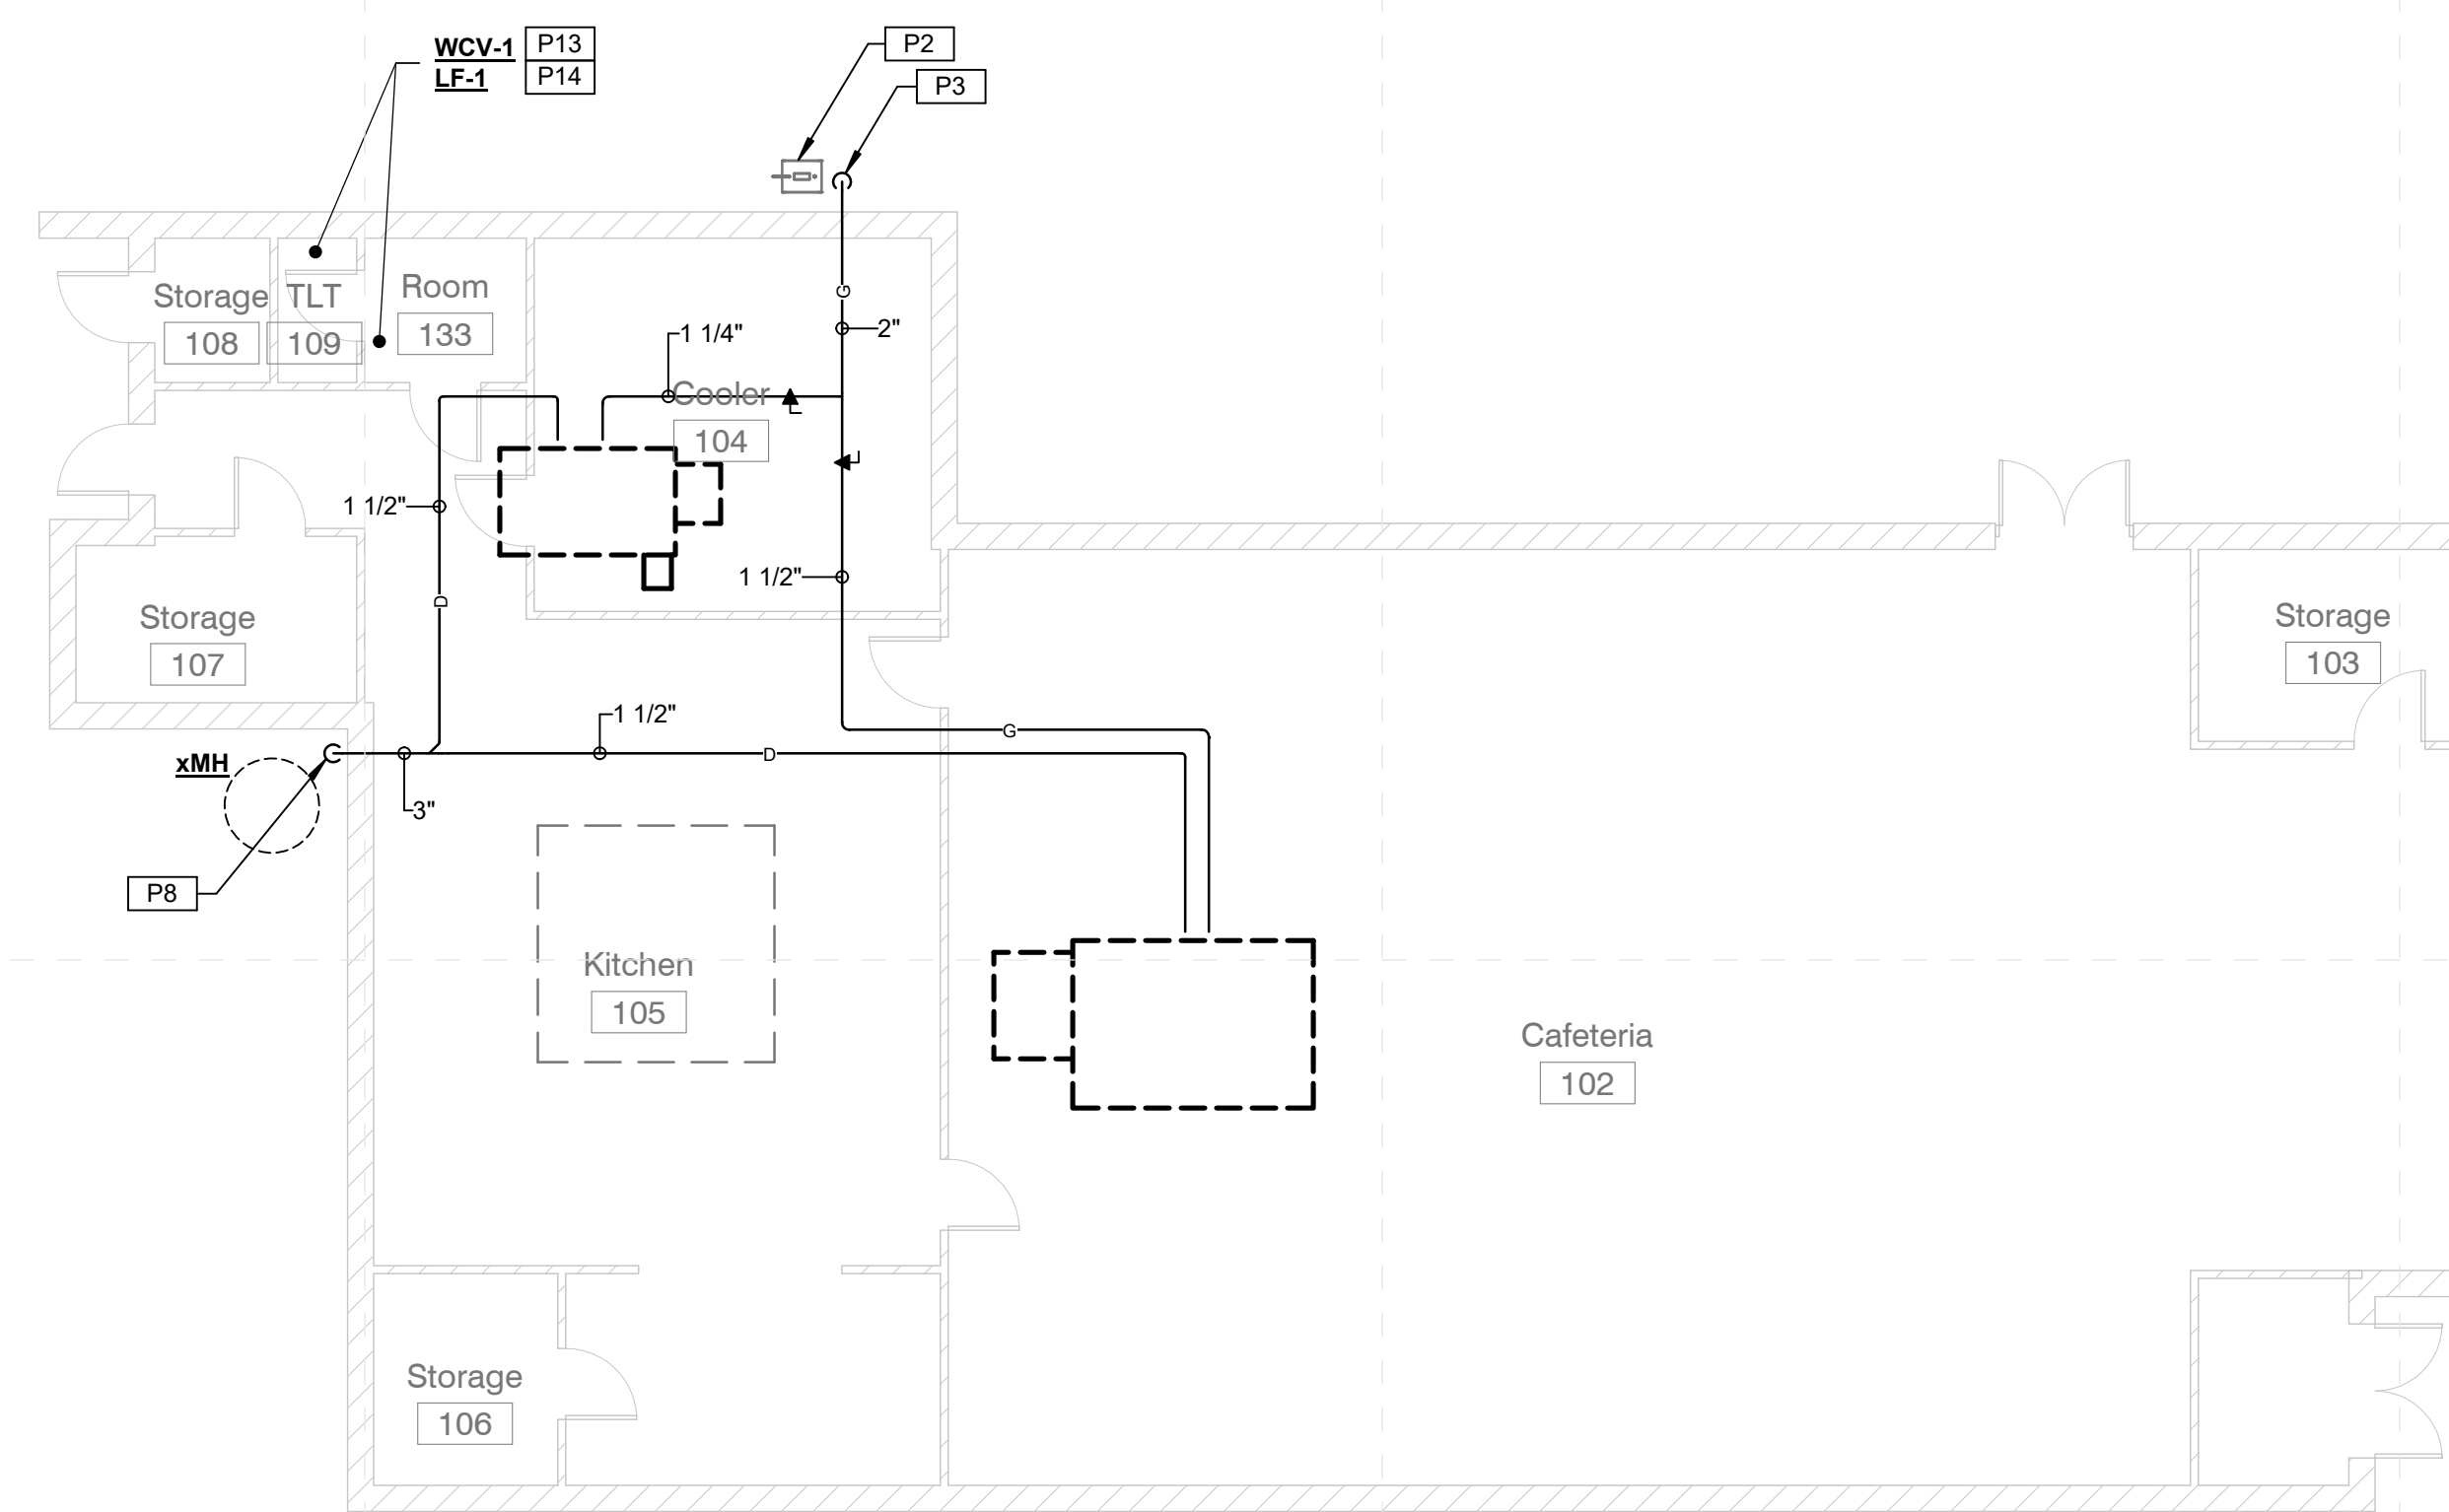 WCV-1 P13
LF-1 P14
P2
P3
Storage
108
TLT
109
Room
133
G
2"
1 1/4"
Cooler
104
1 1/2"
1 1/2"
D
Storage
107
Storage
103
1 1/2"
G
D
xMH
3"
P8
Kitchen
105
Cafeteria
102
Storage
106